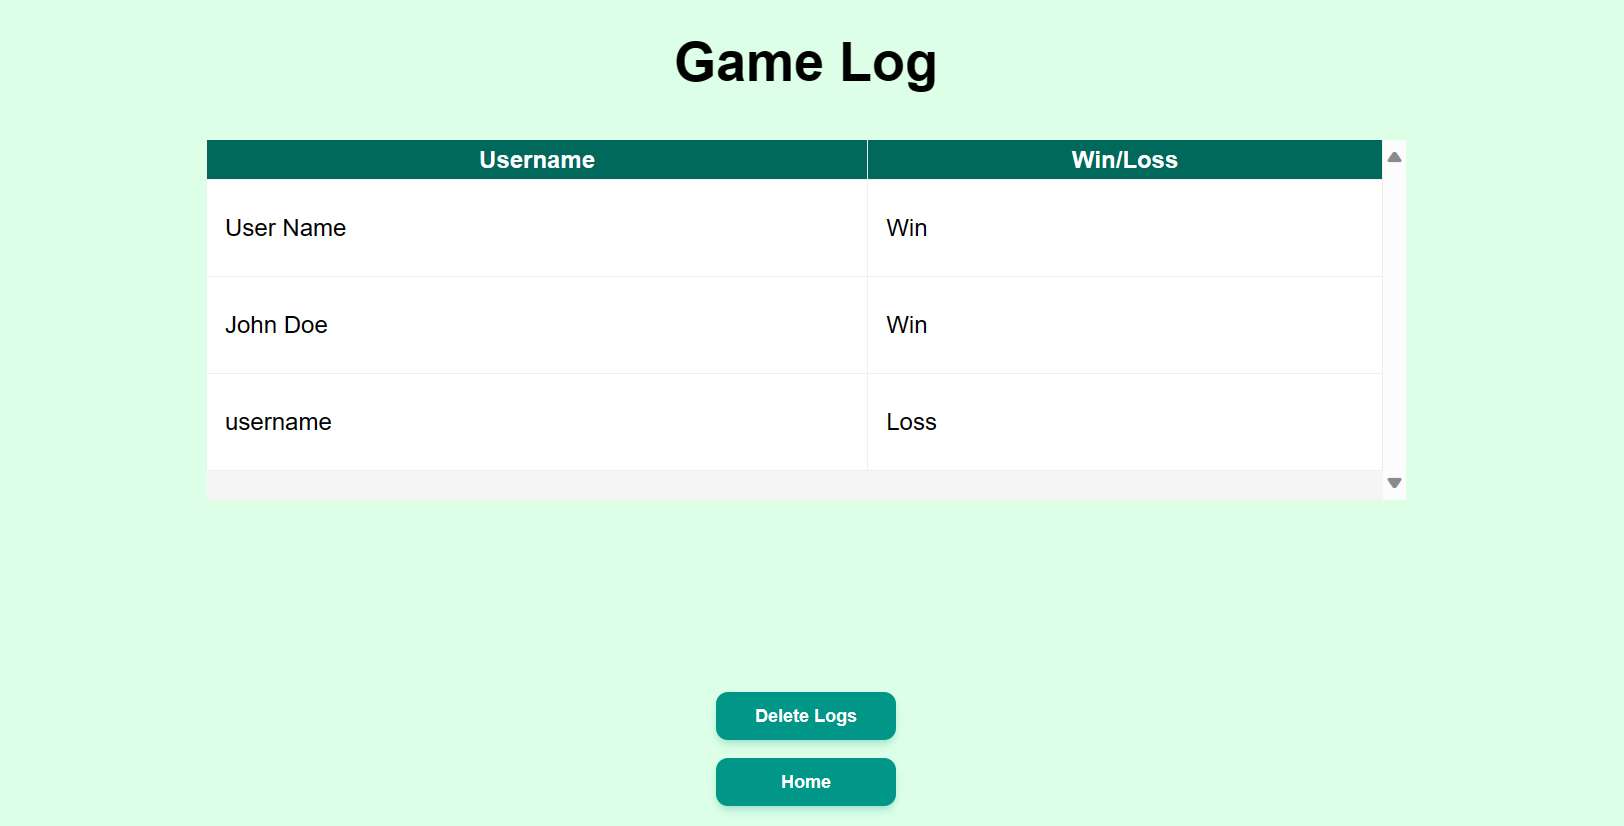 Game Log
Username Win/Loss
User Name Win
John Doe Win
username Loss
Delete Logs
Home